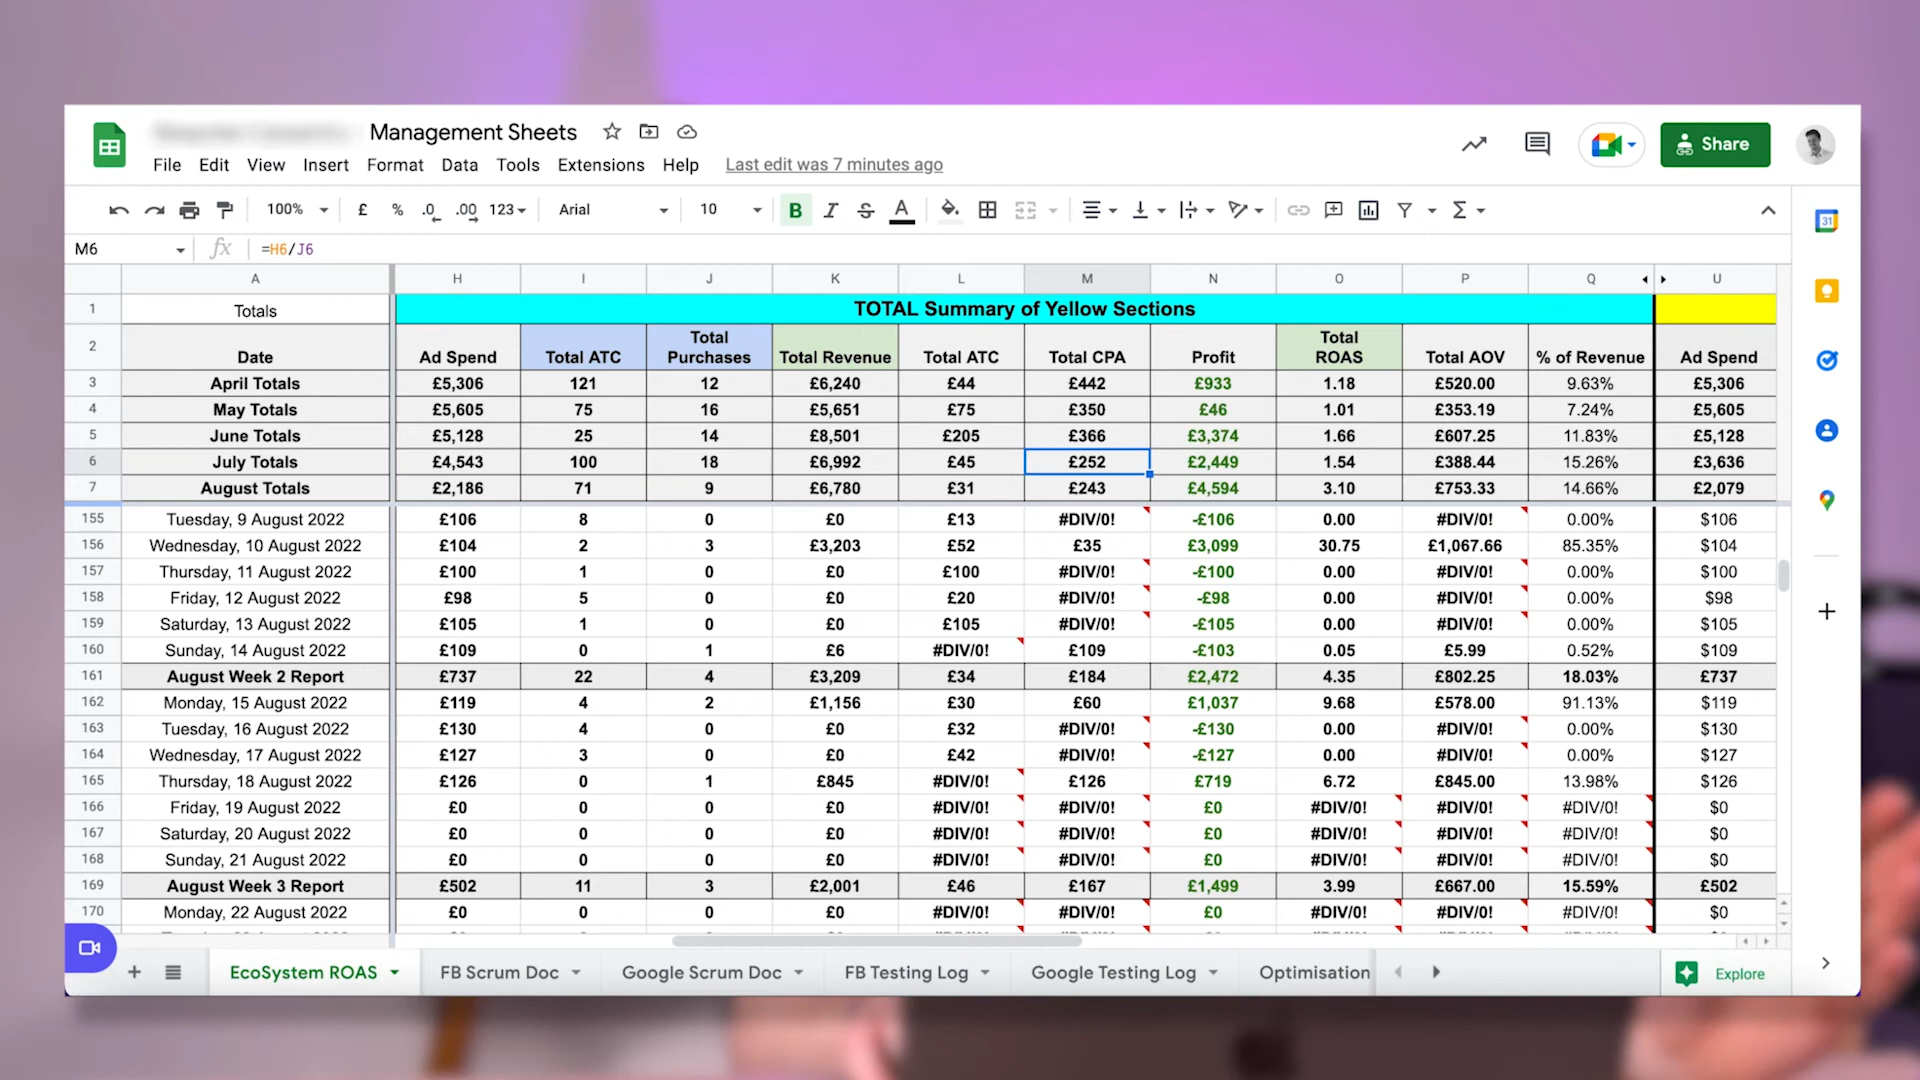 Management Sheets
File Edit View Insert Format Data Tools Extensions Help Last edit was 7 minutes ago
Share
100% £ % .0 .00 123 Arial 10 B I S A Σ
31
M6 fx =H6/J6
A H I J K L M N O P Q U
1 Totals TOTAL Summary of Yellow Sections
2 Date Ad Spend Total ATC Total Purchases Total Revenue Total ATC Total CPA Profit Total ROAS Total AOV % of Revenue Ad Spend
3 April Totals £5,306 121 12 £6,240 £44 £442 £933 1.18 £520.00 9.63% £5,306
4 May Totals £5,605 75 16 £5,651 £75 £350 £46 1.01 £353.19 7.24% £5,605
5 June Totals £5,128 25 14 £8,501 £205 £366 £3,374 1.66 £607.25 11.83% £5,128
6 July Totals £4,543 100 18 £6,992 £45 £252 £2,449 1.54 £388.44 15.26% £3,636
7 August Totals £2,186 71 9 £6,780 £31 £243 £4,594 3.10 £753.33 14.66% £2,079
155 Tuesday, 9 August 2022 £106 8 0 £0 £13 #DIV/0! -£106 0.00 #DIV/0! 0.00% $106
156 Wednesday, 10 August 2022 £104 2 3 £3,203 £52 £35 £3,099 30.75 £1,067.66 85.35% $104
157 Thursday, 11 August 2022 £100 1 0 £0 £100 #DIV/0! -£100 0.00 #DIV/0! 0.00% $100
158 Friday, 12 August 2022 £98 5 0 £0 £20 #DIV/0! -£98 0.00 #DIV/0! 0.00% $98
159 Saturday, 13 August 2022 £105 1 0 £0 £105 #DIV/0! -£105 0.00 #DIV/0! 0.00% $105
160 Sunday, 14 August 2022 £109 0 1 £6 #DIV/0! £109 -£103 0.05 £5.99 0.52% $109
161 August Week 2 Report £737 22 4 £3,209 £34 £184 £2,472 4.35 £802.25 18.03% £737
162 Monday, 15 August 2022 £119 4 2 £1,156 £30 £60 £1,037 9.68 £578.00 91.13% $119
163 Tuesday, 16 August 2022 £130 4 0 £0 £32 #DIV/0! -£130 0.00 #DIV/0! 0.00% $130
164 Wednesday, 17 August 2022 £127 3 0 £0 £42 #DIV/0! -£127 0.00 #DIV/0! 0.00% $127
165 Thursday, 18 August 2022 £126 0 1 £845 #DIV/0! £126 £719 6.72 £845.00 13.98% $126
166 Friday, 19 August 2022 £0 0 0 £0 #DIV/0! #DIV/0! £0 #DIV/0! #DIV/0! #DIV/0! $0
167 Saturday, 20 August 2022 £0 0 0 £0 #DIV/0! #DIV/0! £0 #DIV/0! #DIV/0! #DIV/0! $0
168 Sunday, 21 August 2022 £0 0 0 £0 #DIV/0! #DIV/0! £0 #DIV/0! #DIV/0! #DIV/0! $0
169 August Week 3 Report £502 11 3 £2,001 £46 £167 £1,499 3.99 £667.00 15.59% £502
170 Monday, 22 August 2022 £0 0 0 £0 #DIV/0! #DIV/0! £0 #DIV/0! #DIV/0! #DIV/0! $0
EcoSystem ROAS FB Scrum Doc Google Scrum Doc FB Testing Log Google Testing Log Optimisation Explore